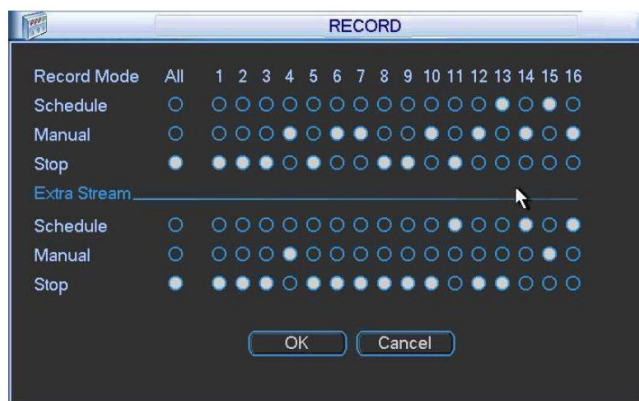 RECORD
Record Mode All 1 2 3 4 5 6 7 8 9 10 11 12 13 14 15 16
Schedule
Manual
Stop
Extra Stream
Schedule
Manual
Stop
OK Cancel